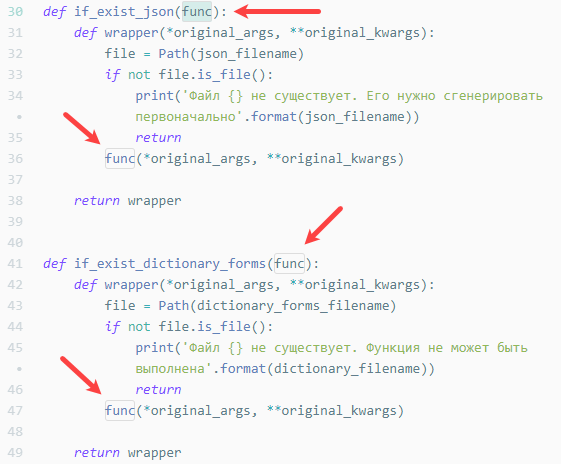 30 def if_exist_json(func):
31     def wrapper(*original_args, **original_kwargs):
32         file = Path(json_filename)
33         if not file.is_file():
34             print('Файл {} не существует. Его нужно сгенерировать
•             первоначально'.format(json_filename))
35             return
36         func(*original_args, **original_kwargs)
37
38     return wrapper
39
40
41 def if_exist_dictionary_forms(func):
42     def wrapper(*original_args, **original_kwargs):
43         file = Path(dictionary_forms_filename)
44         if not file.is_file():
45             print('Файл {} не существует. Функция не может быть
•             выполнена'.format(dictionary_filename))
46             return
47         func(*original_args, **original_kwargs)
48
49     return wrapper